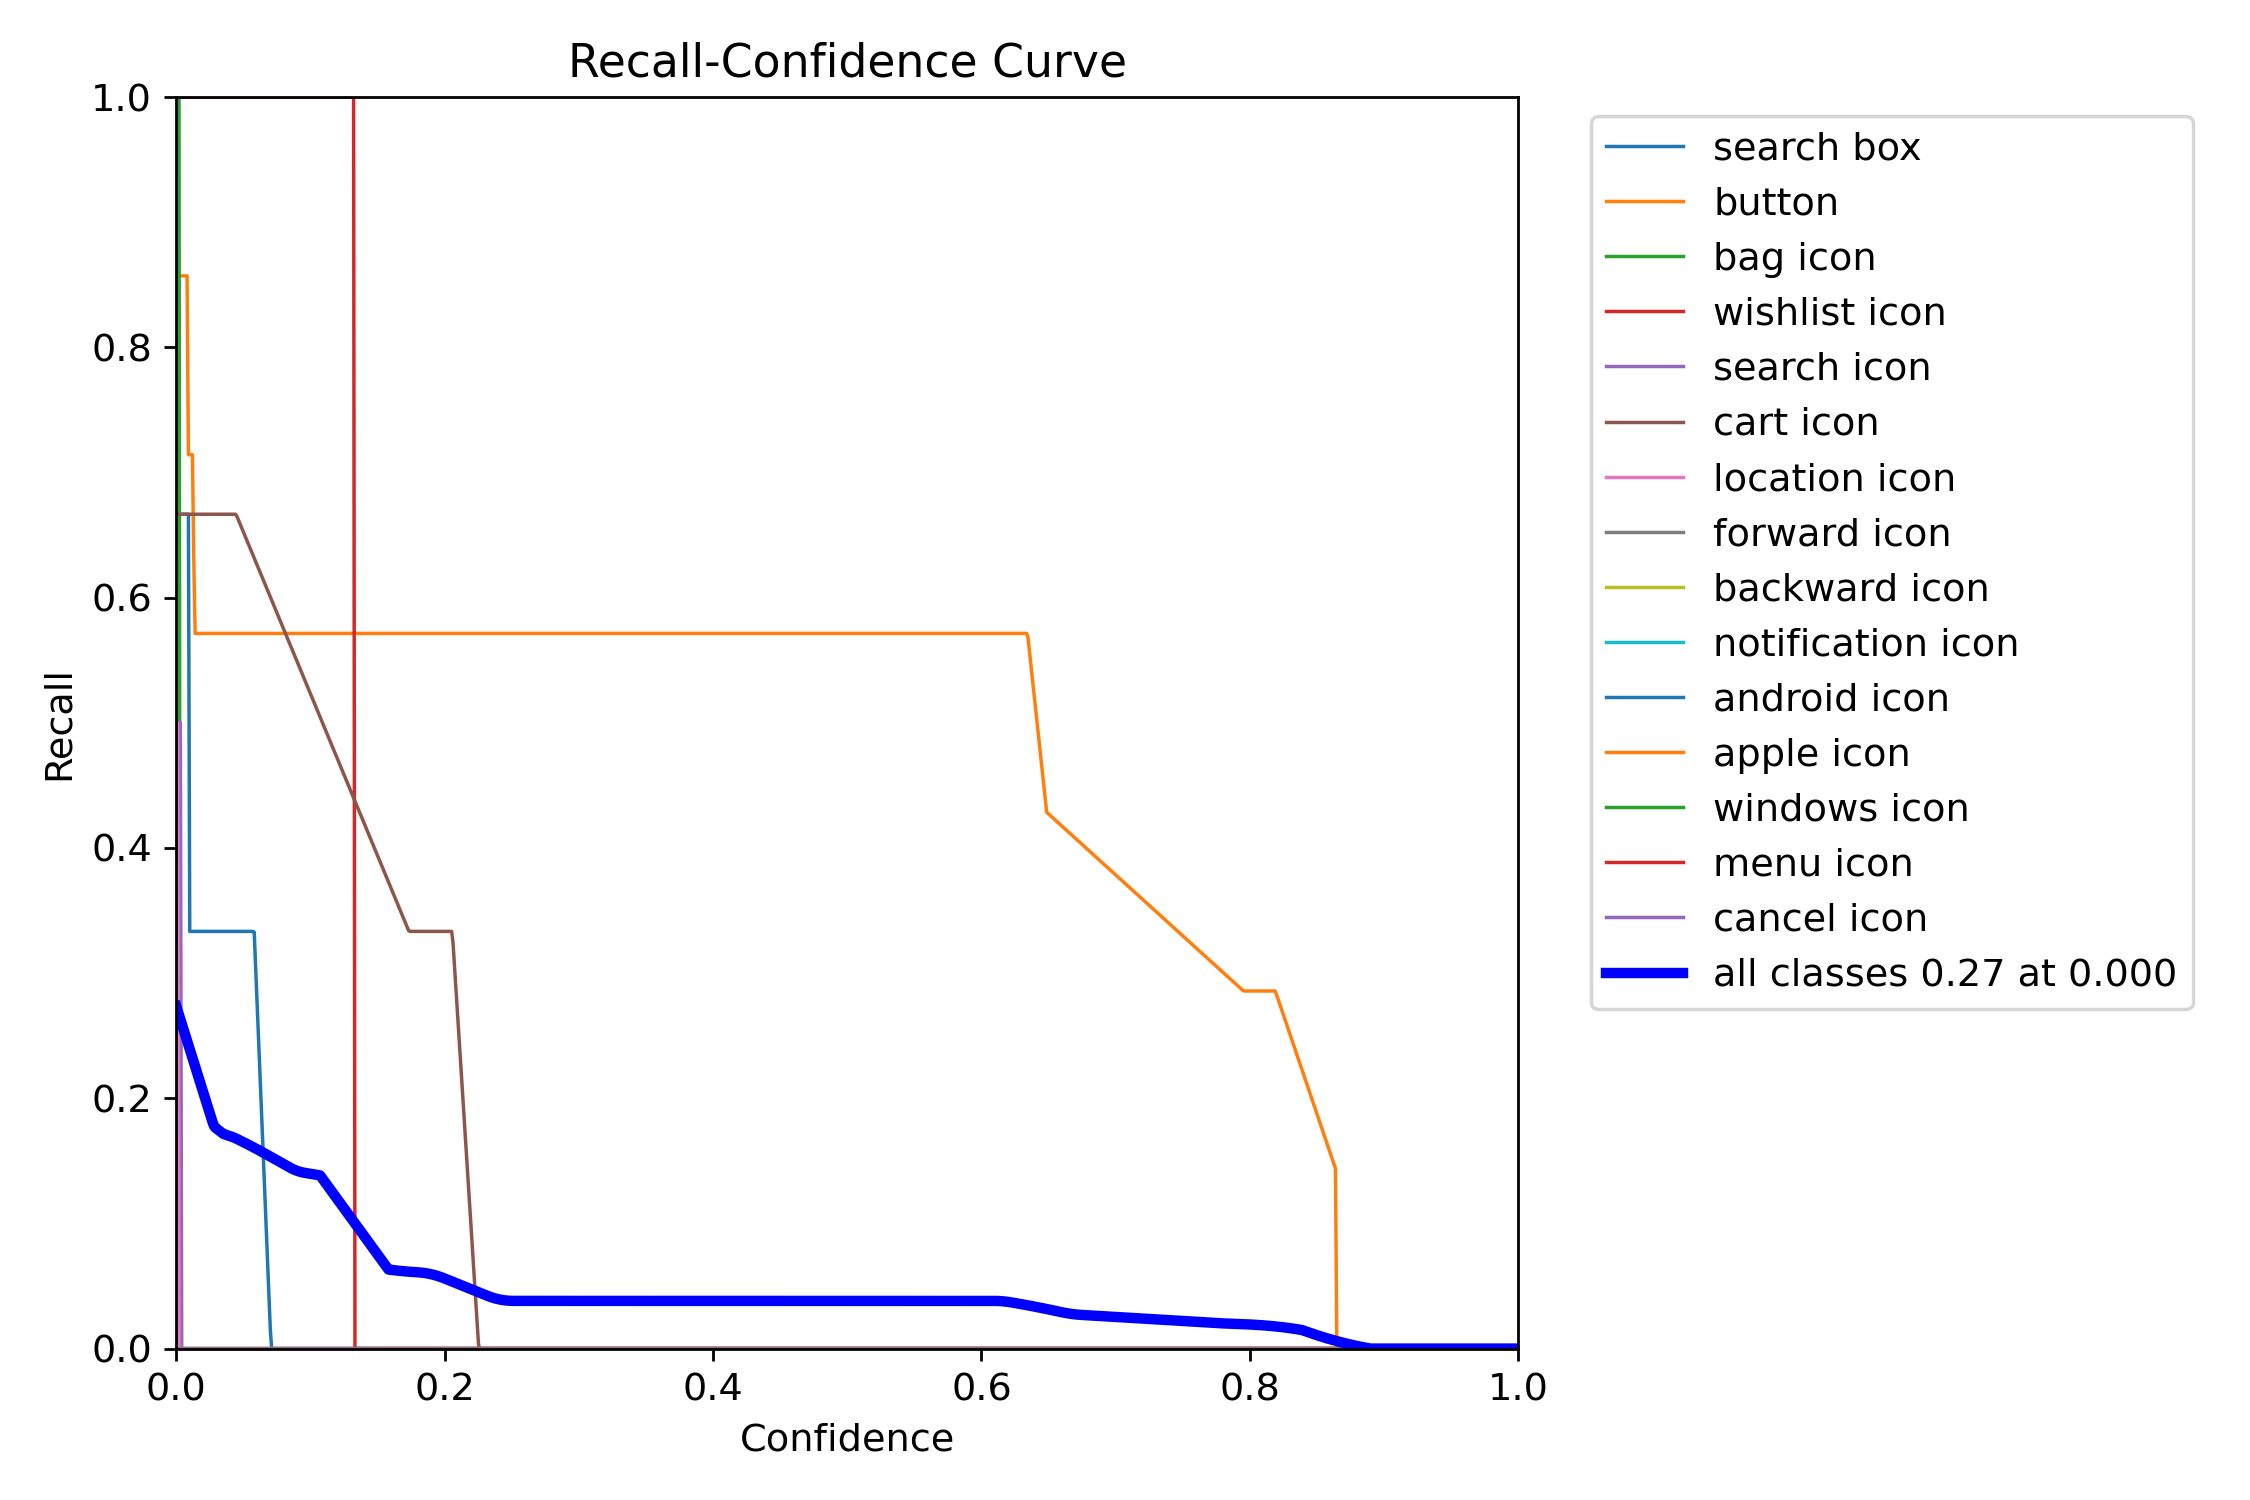 Recall-Confidence Curve
1.0
0.8
0.6
0.4
0.2
0.0
Recall
0.0 0.2 0.4 0.6 0.8 1.0
Confidence
search box
button
bag icon
wishlist icon
search icon
cart icon
location icon
forward icon
backward icon
notification icon
android icon
apple icon
windows icon
menu icon
cancel icon
all classes 0.27 at 0.000